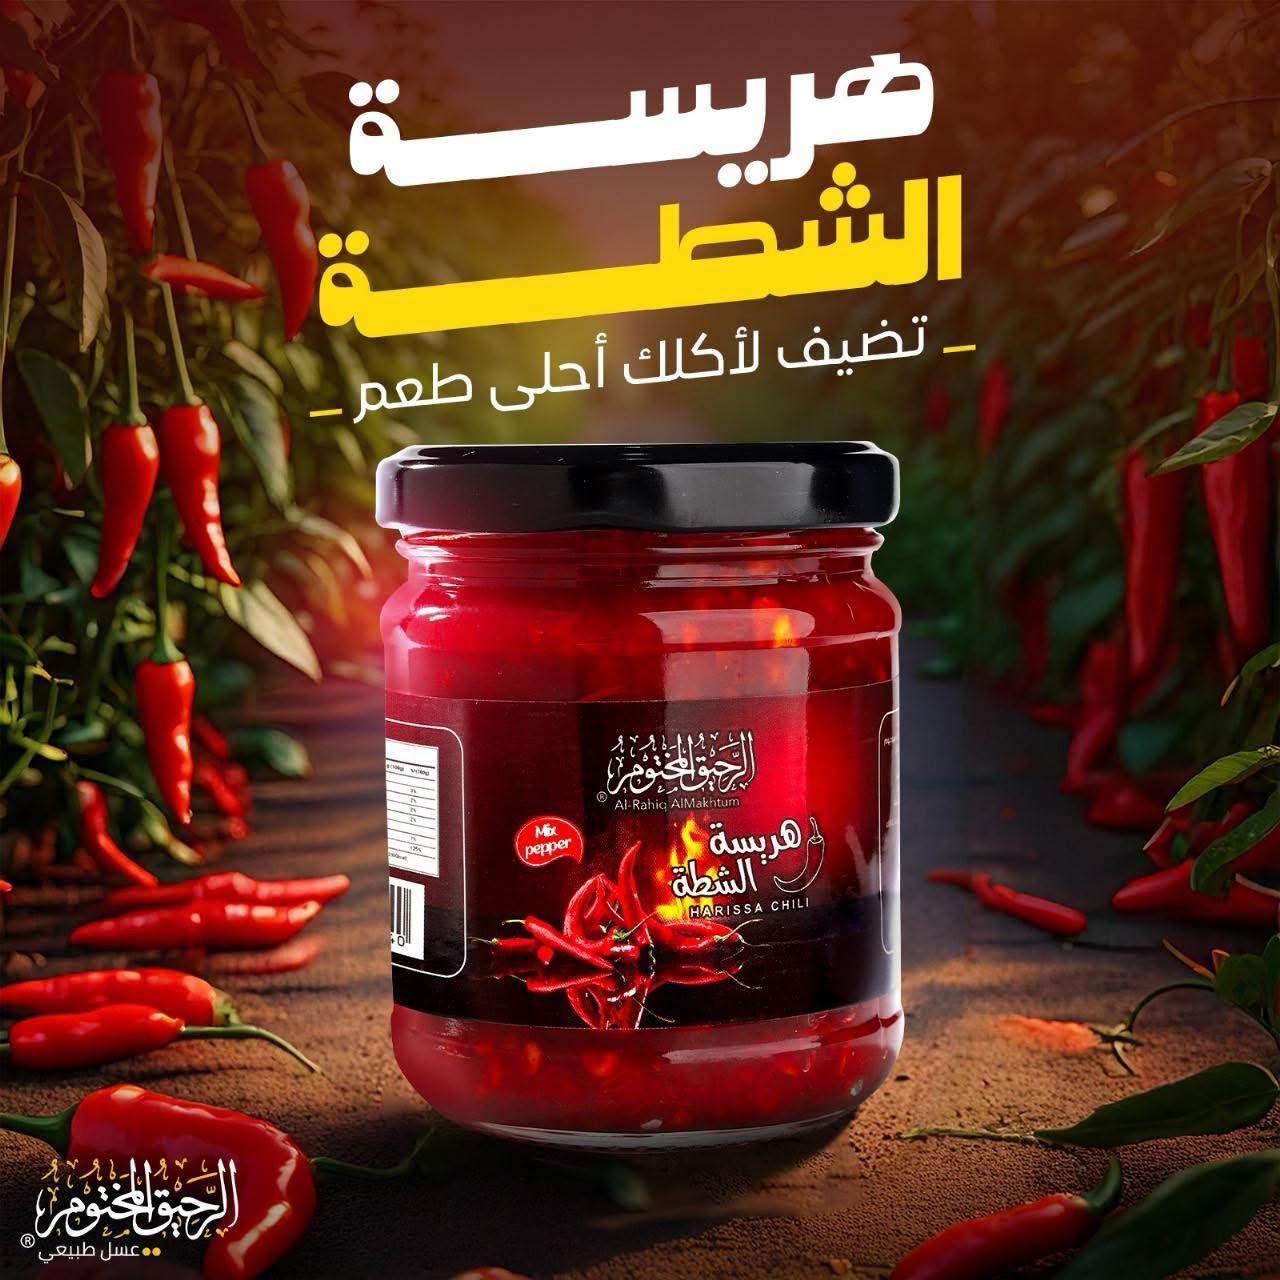 هريسة
الشطة
تضيف لأكلك أحلى طعم
الرحيق المختوم
Al-Rahiq AlMakhtum
®
Mix
pepper
هريسة
الشطة
HARISSA CHILI
الرحيق المختوم
عسل طبيعي
®